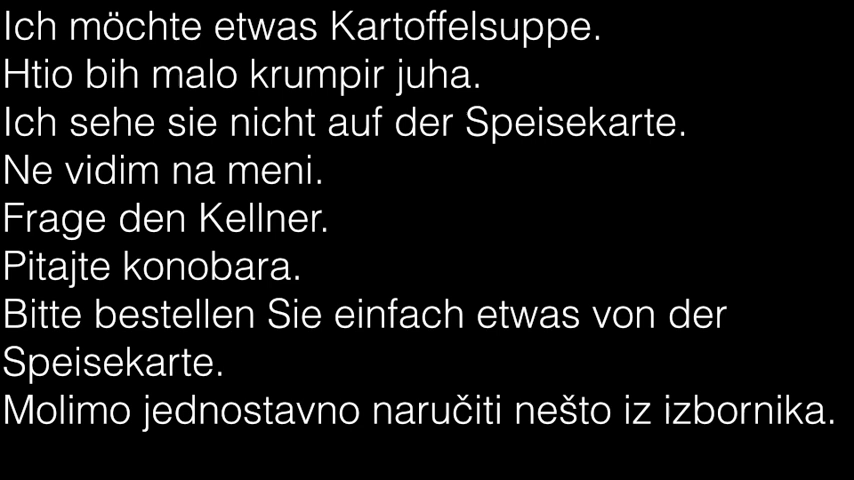 Ich möchte etwas Kartoffelsuppe.
Htio bih malo krumpir juha.
Ich sehe sie nicht auf der Speisekarte.
Ne vidim na meni.
Frage den Kellner.
Pitajte konobara.
Bitte bestellen Sie einfach etwas von der
Speisekarte.
Molimo jednostavno naručiti nešto iz izbornika.